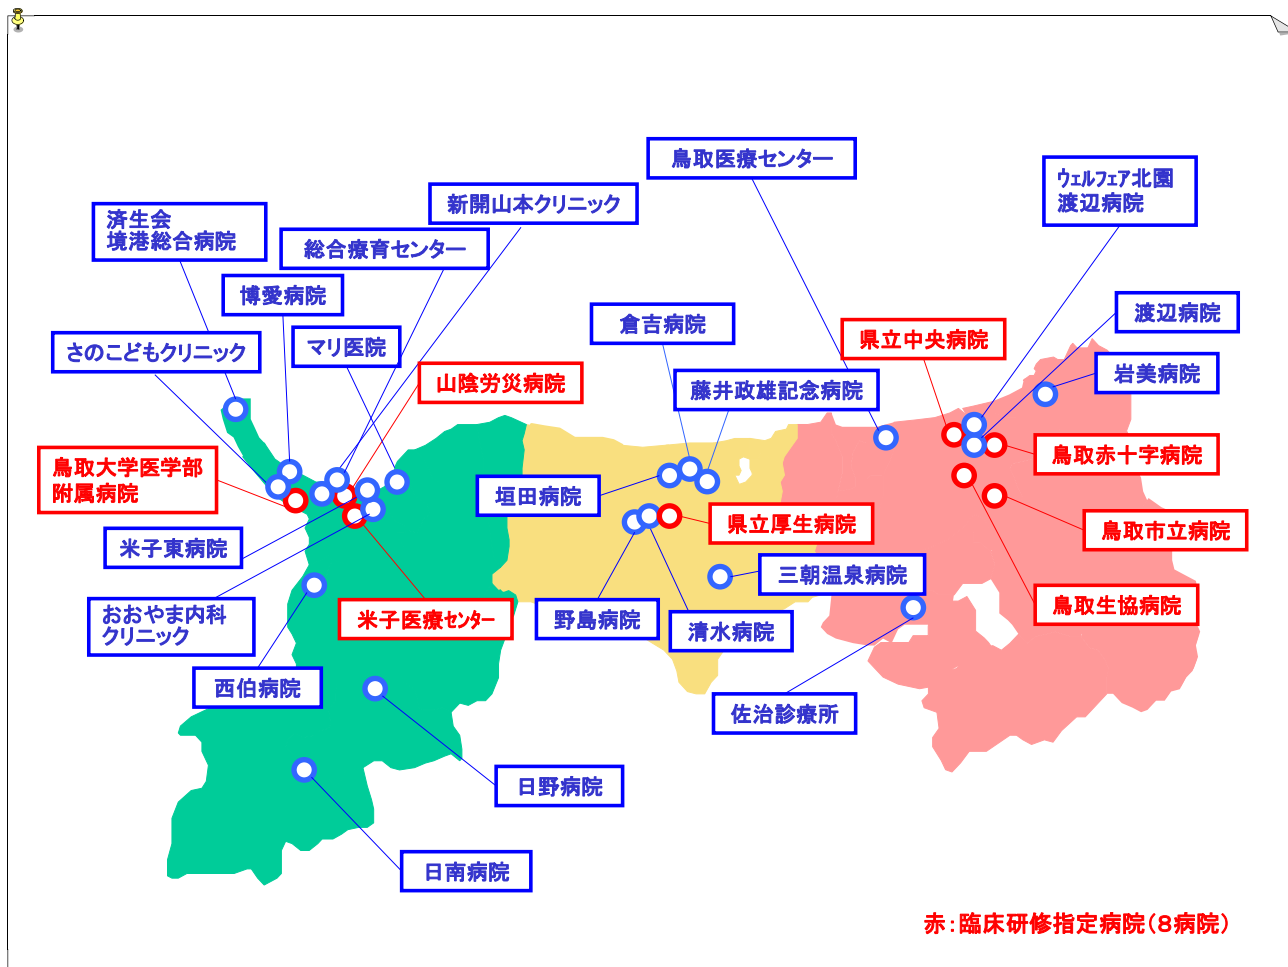 鳥取医療センター
ウェルフェア北園
渡辺病院
新開山本クリニック
済生会
境港総合病院
総合療育センター
博愛病院
倉吉病院
渡辺病院
県立中央病院
さのこどもクリニック
マリ医院
岩美病院
山陰労災病院
藤井政雄記念病院
鳥取大学医学部
附属病院
鳥取赤十字病院
垣田病院
県立厚生病院
鳥取市立病院
米子東病院
三朝温泉病院
おおやま内科
クリニック
米子医療センター
野島病院
清水病院
鳥取生協病院
西伯病院
佐治診療所
日野病院
日南病院
赤:臨床研修指定病院(8病院)